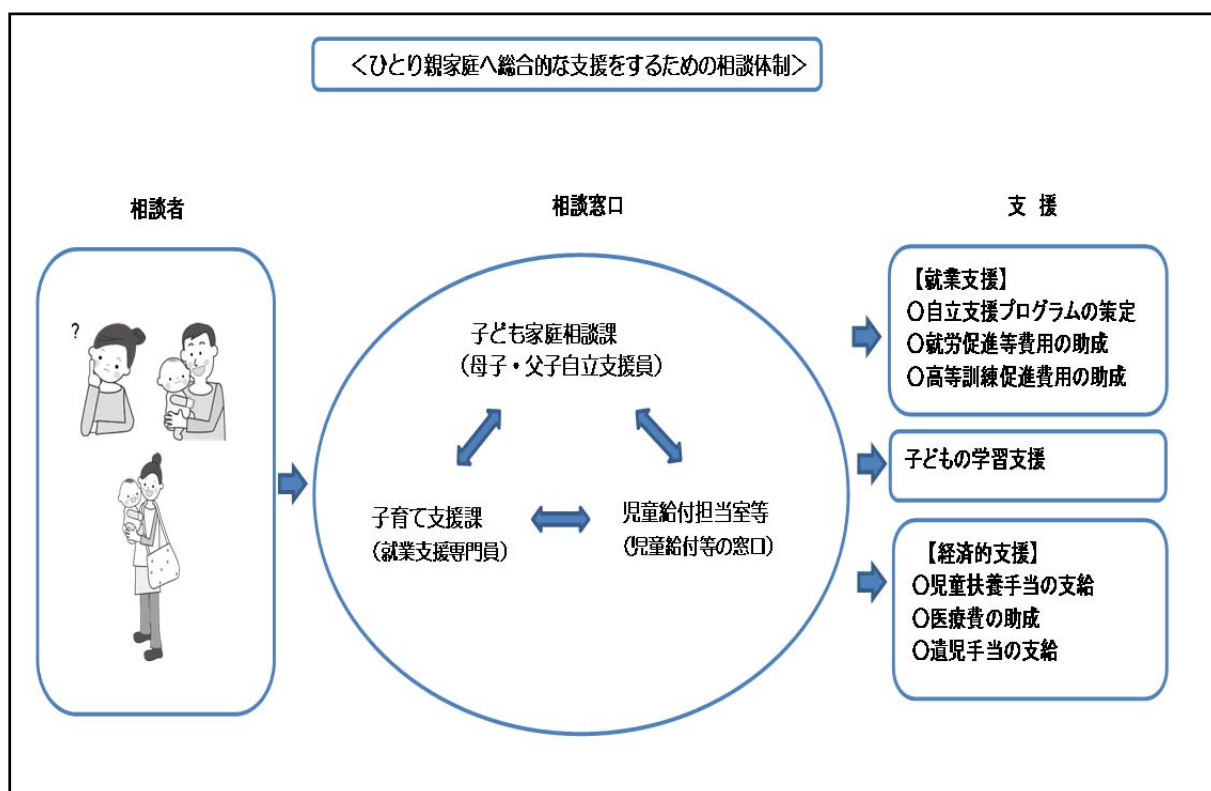 <ひとり親家庭へ総合的な支援をするための相談体制>
相談者
相談窓口
支 援
?
子ども家庭相談課
(母子・父子自立支援員)
子育て支援課
(就業支援専門員)
児童給付担当室等
(児童給付等の窓口)
【就業支援】
○自立支援プログラムの策定
○就労促進等費用の助成
○高等訓練促進費用の助成
子どもの学習支援
【経済的支援】
○児童扶養手当の支給
○医療費の助成
○遺児手当の支給